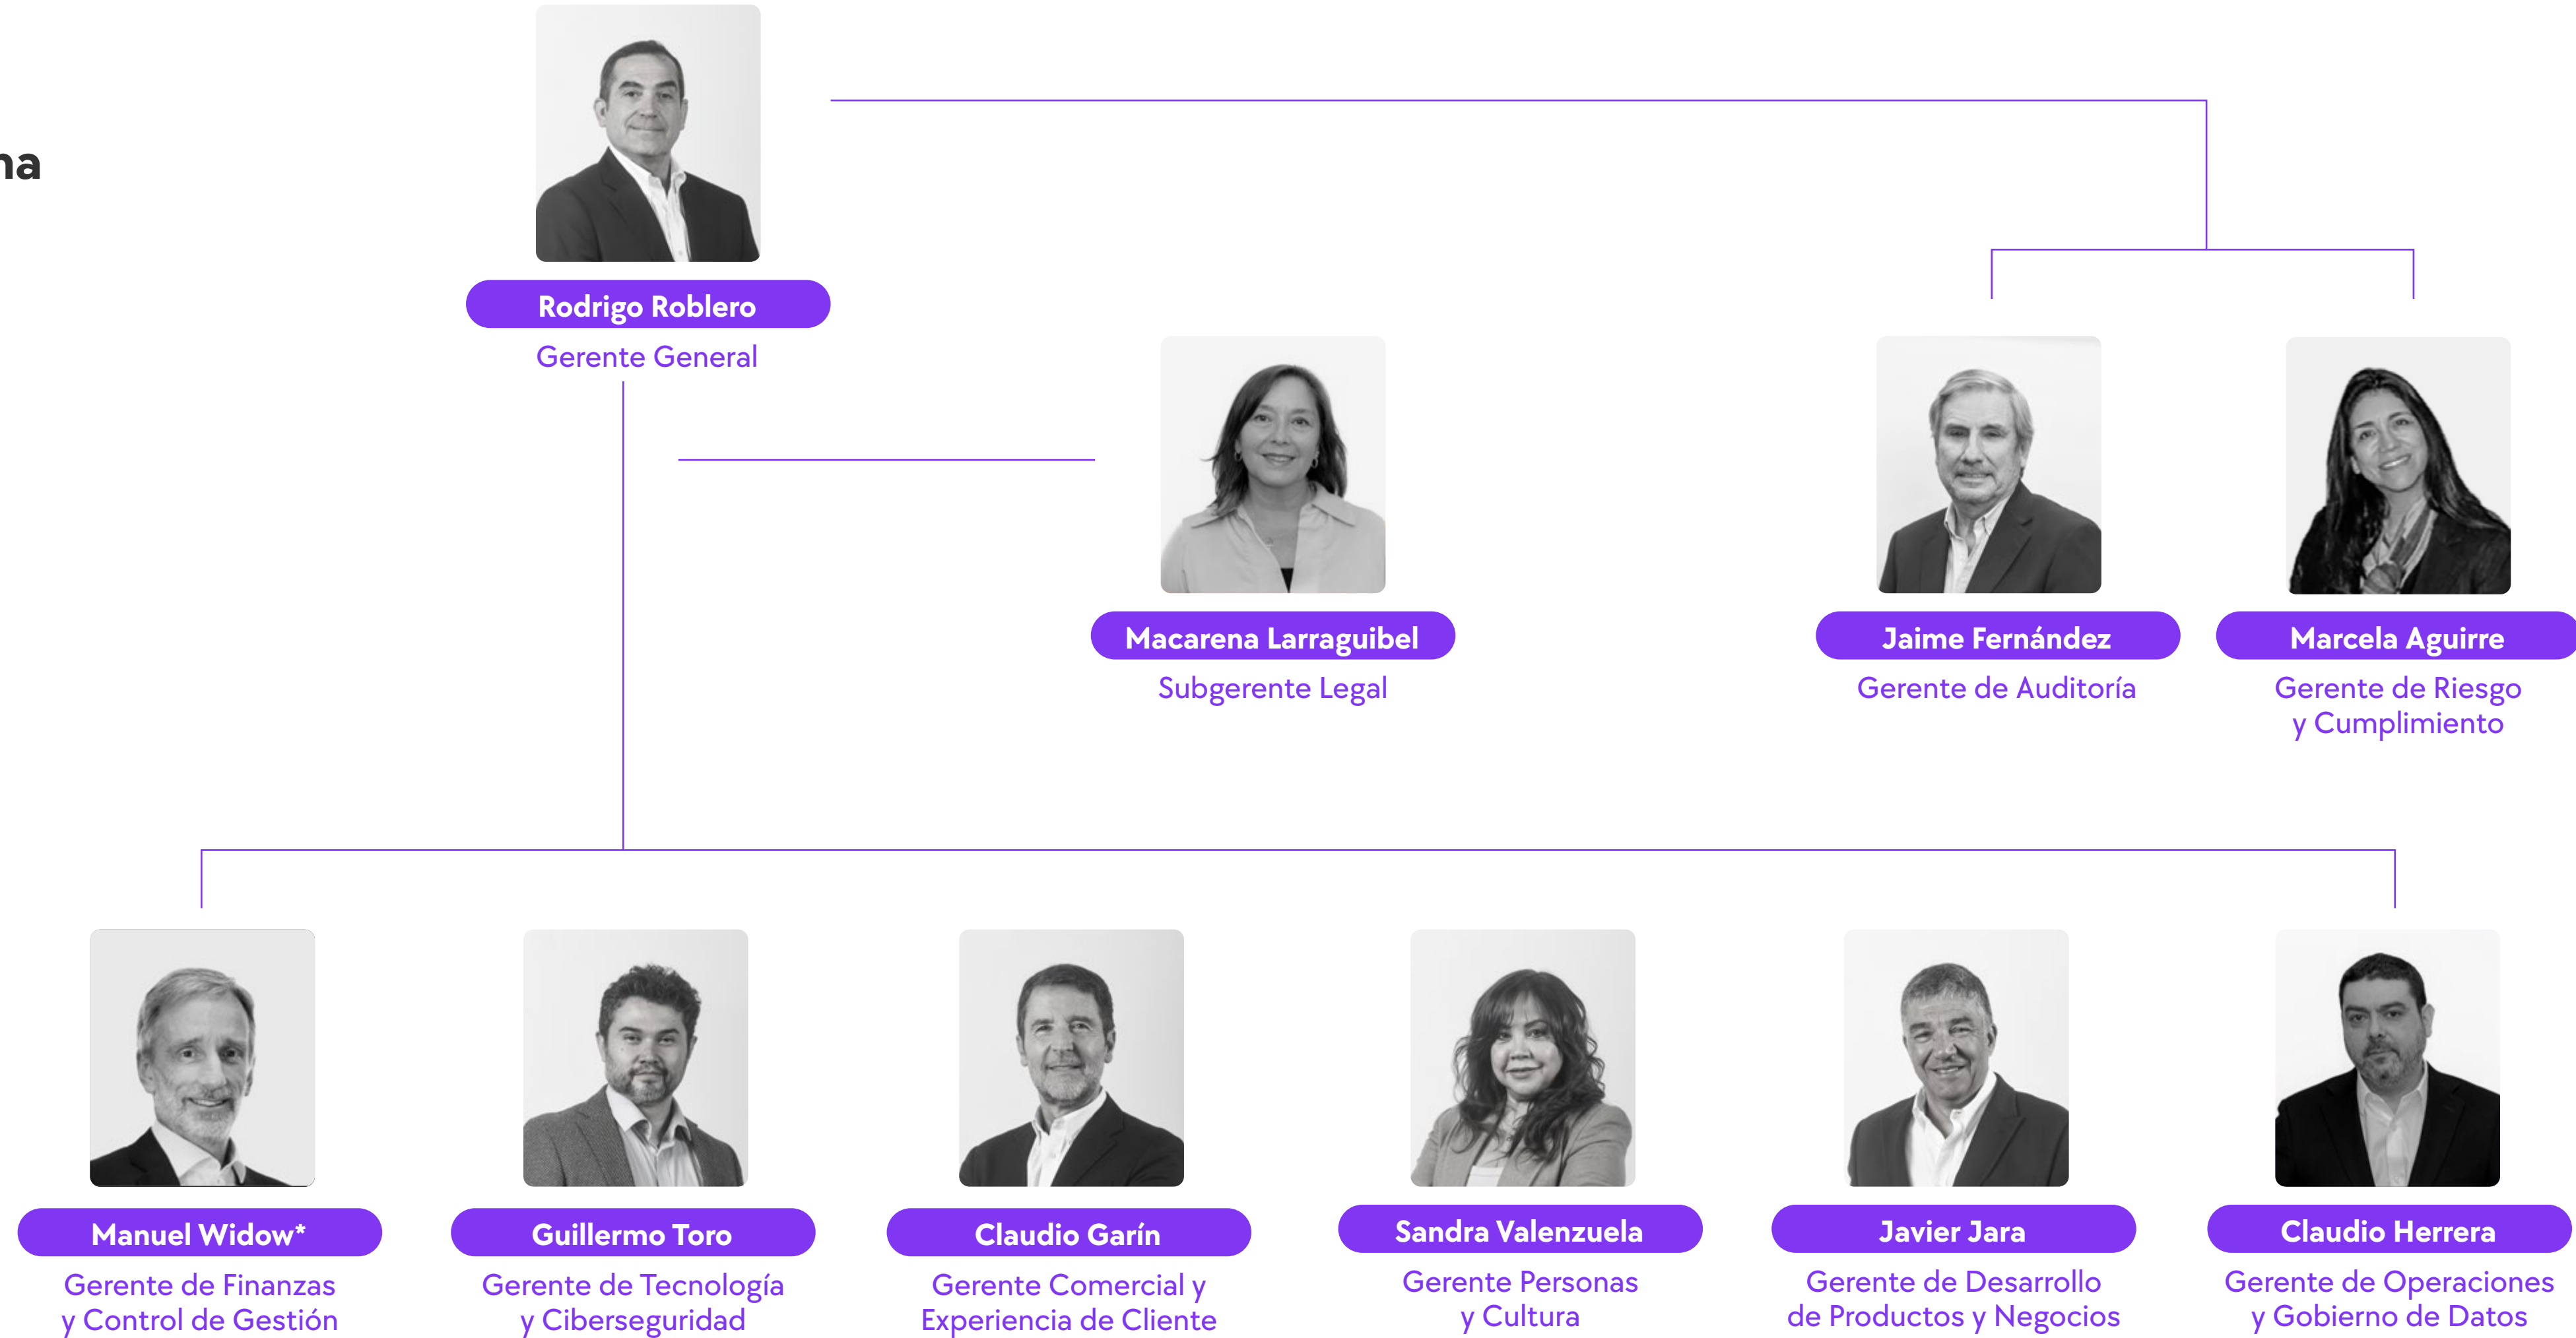 na
Rodrigo Roblero
Gerente General
Macarena Larraguibel
Subgerente Legal
Jaime Fernández
Gerente de Auditoría
Marcela Aguirre
Gerente de Riesgo
y Cumplimiento
Manuel Widow*
Gerente de Finanzas
y Control de Gestión
Guillermo Toro
Gerente de Tecnología
y Ciberseguridad
Claudio Garín
Gerente Comercial y
Experiencia de Cliente
Sandra Valenzuela
Gerente Personas
y Cultura
Javier Jara
Gerente de Desarrollo
de Productos y Negocios
Claudio Herrera
Gerente de Operaciones
y Gobierno de Datos